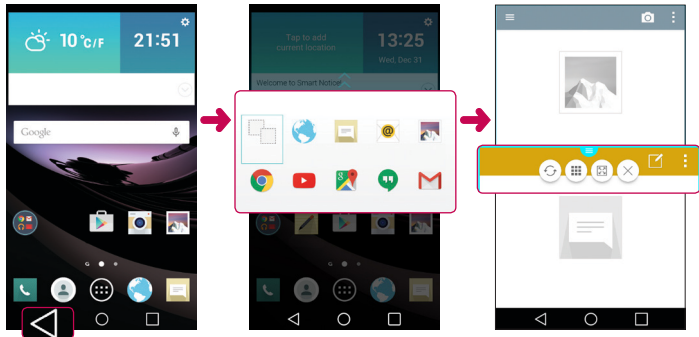 10°C/F
21:51
Google
Tap to add
current location
13:25
Wed, Dec 31
Welcome to Smart Notice!